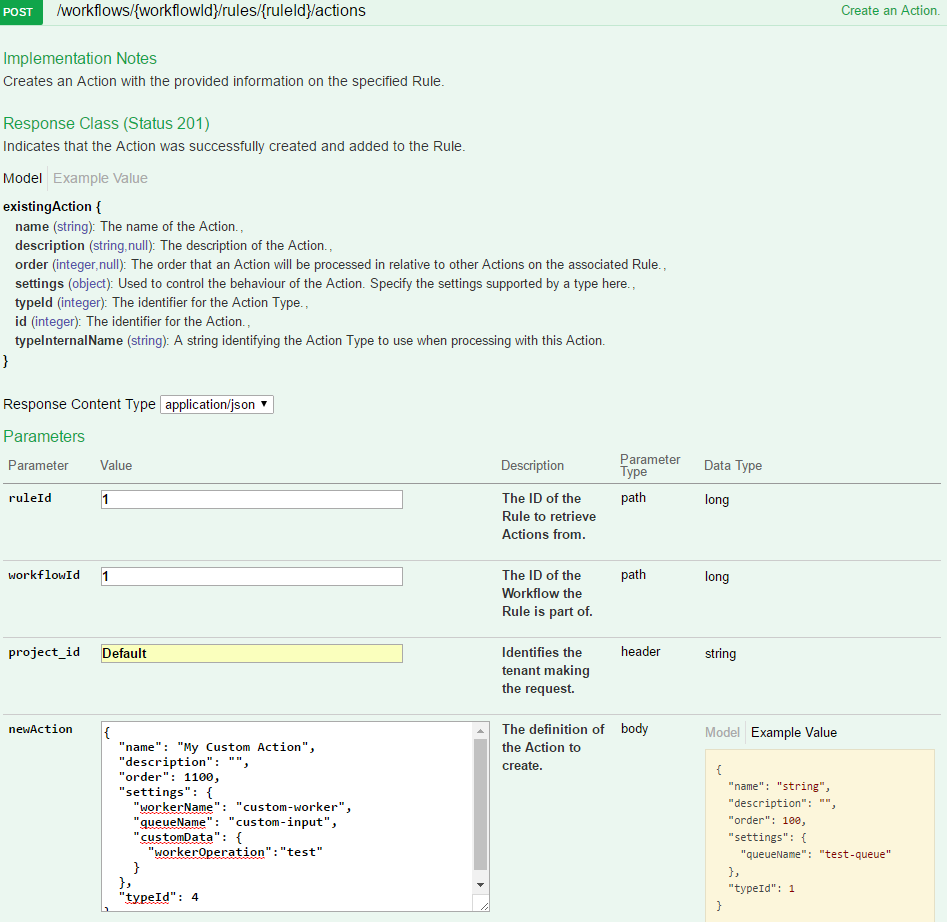 POST /workflows/{workflowId}/rules/{ruleId}/actions Create an Action.
Implementation Notes
Creates an Action with the provided information on the specified Rule.
Response Class (Status 201)
Indicates that the Action was successfully created and added to the Rule.
Model Example Value
existingAction {
name (string): The name of the Action. ,
description (string,null): The description of the Action. ,
order (integer,null): The order that an Action will be processed in relative to other Actions on the associated Rule. ,
settings (object): Used to control the behaviour of the Action. Specify the settings supported by a type here. ,
typeId (integer): The identifier for the Action Type. ,
id (integer): The identifier for the Action. ,
typeInternalName (string): A string identifying the Action Type to use when processing with this Action.
}
Response Content Type application/json
Parameters
Parameter Value Description Parameter Type Data Type
ruleId 1 The ID of the path long
Rule to retrieve
Actions from.
workflowId 1 The ID of the path long
Workflow the
Rule is part of.
project_id Default Identifies the header string
tenant making
the request.
newAction The definition of body
the Action to
create.
{
"name": "My Custom Action",
"description": "",
"order": 1100,
"settings": {
"workerName": "custom-worker",
"queueName": "custom-input",
"customData": {
"workerOperation":"test"
}
},
"typeId": 4
}
Model Example Value
{
"name": "string",
"description": "",
"order": 100,
"settings": {
"queueName": "test-queue"
},
"typeId": 1
}